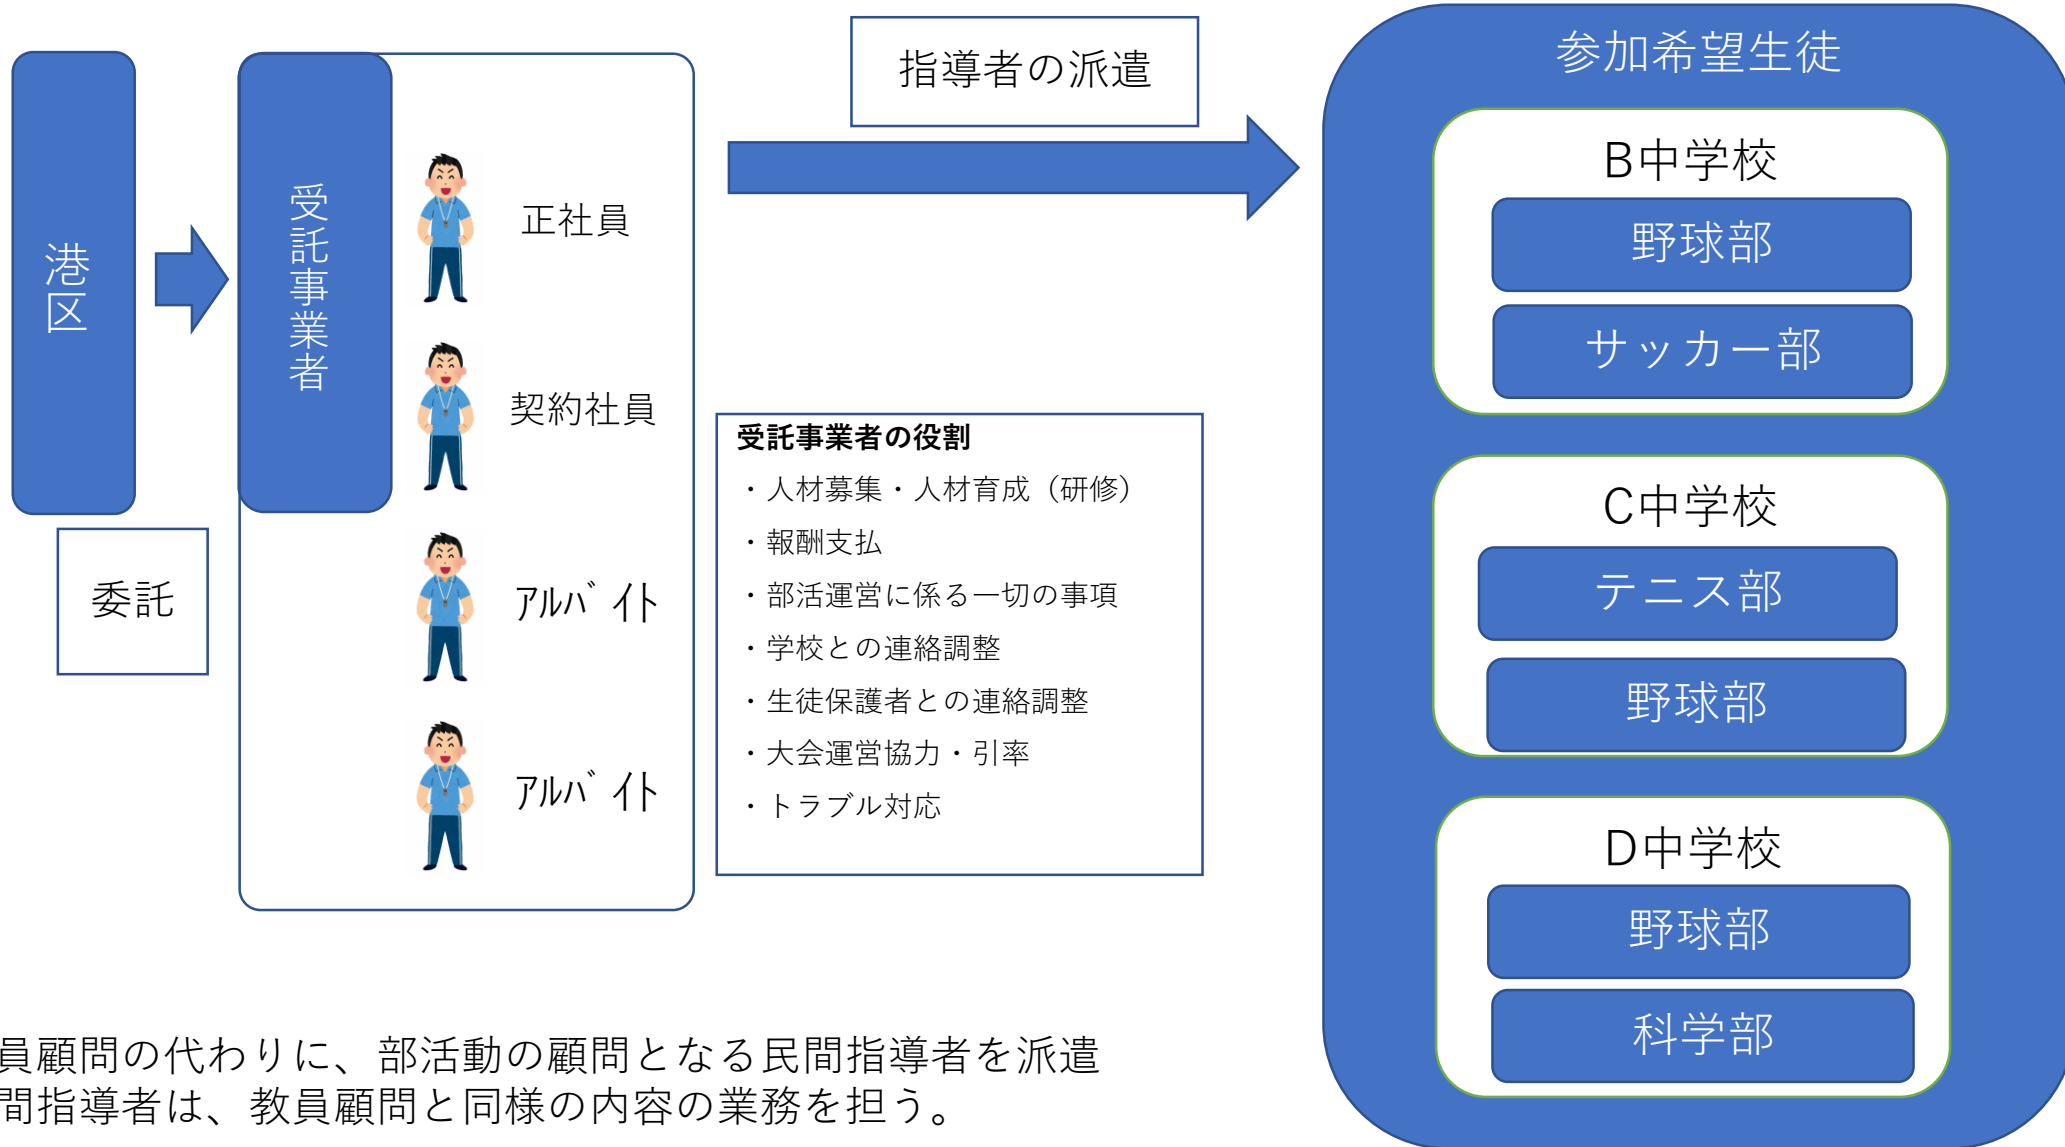 港区
委託
受託事業者
正社員
契約社員
ｱﾙﾊﾞｲﾄ
ｱﾙﾊﾞｲﾄ
指導者の派遣
受託事業者の役割
・人材募集・人材育成（研修）
・報酬支払
・部活運営に係る一切の事項
・学校との連絡調整
・生徒保護者との連絡調整
・大会運営協力・引率
・トラブル対応
参加希望生徒
B中学校
野球部
サッカー部
C中学校
テニス部
野球部
D中学校
野球部
科学部
員顧問の代わりに、部活動の顧問となる民間指導者を派遣
間指導者は、教員顧問と同様の内容の業務を担う。